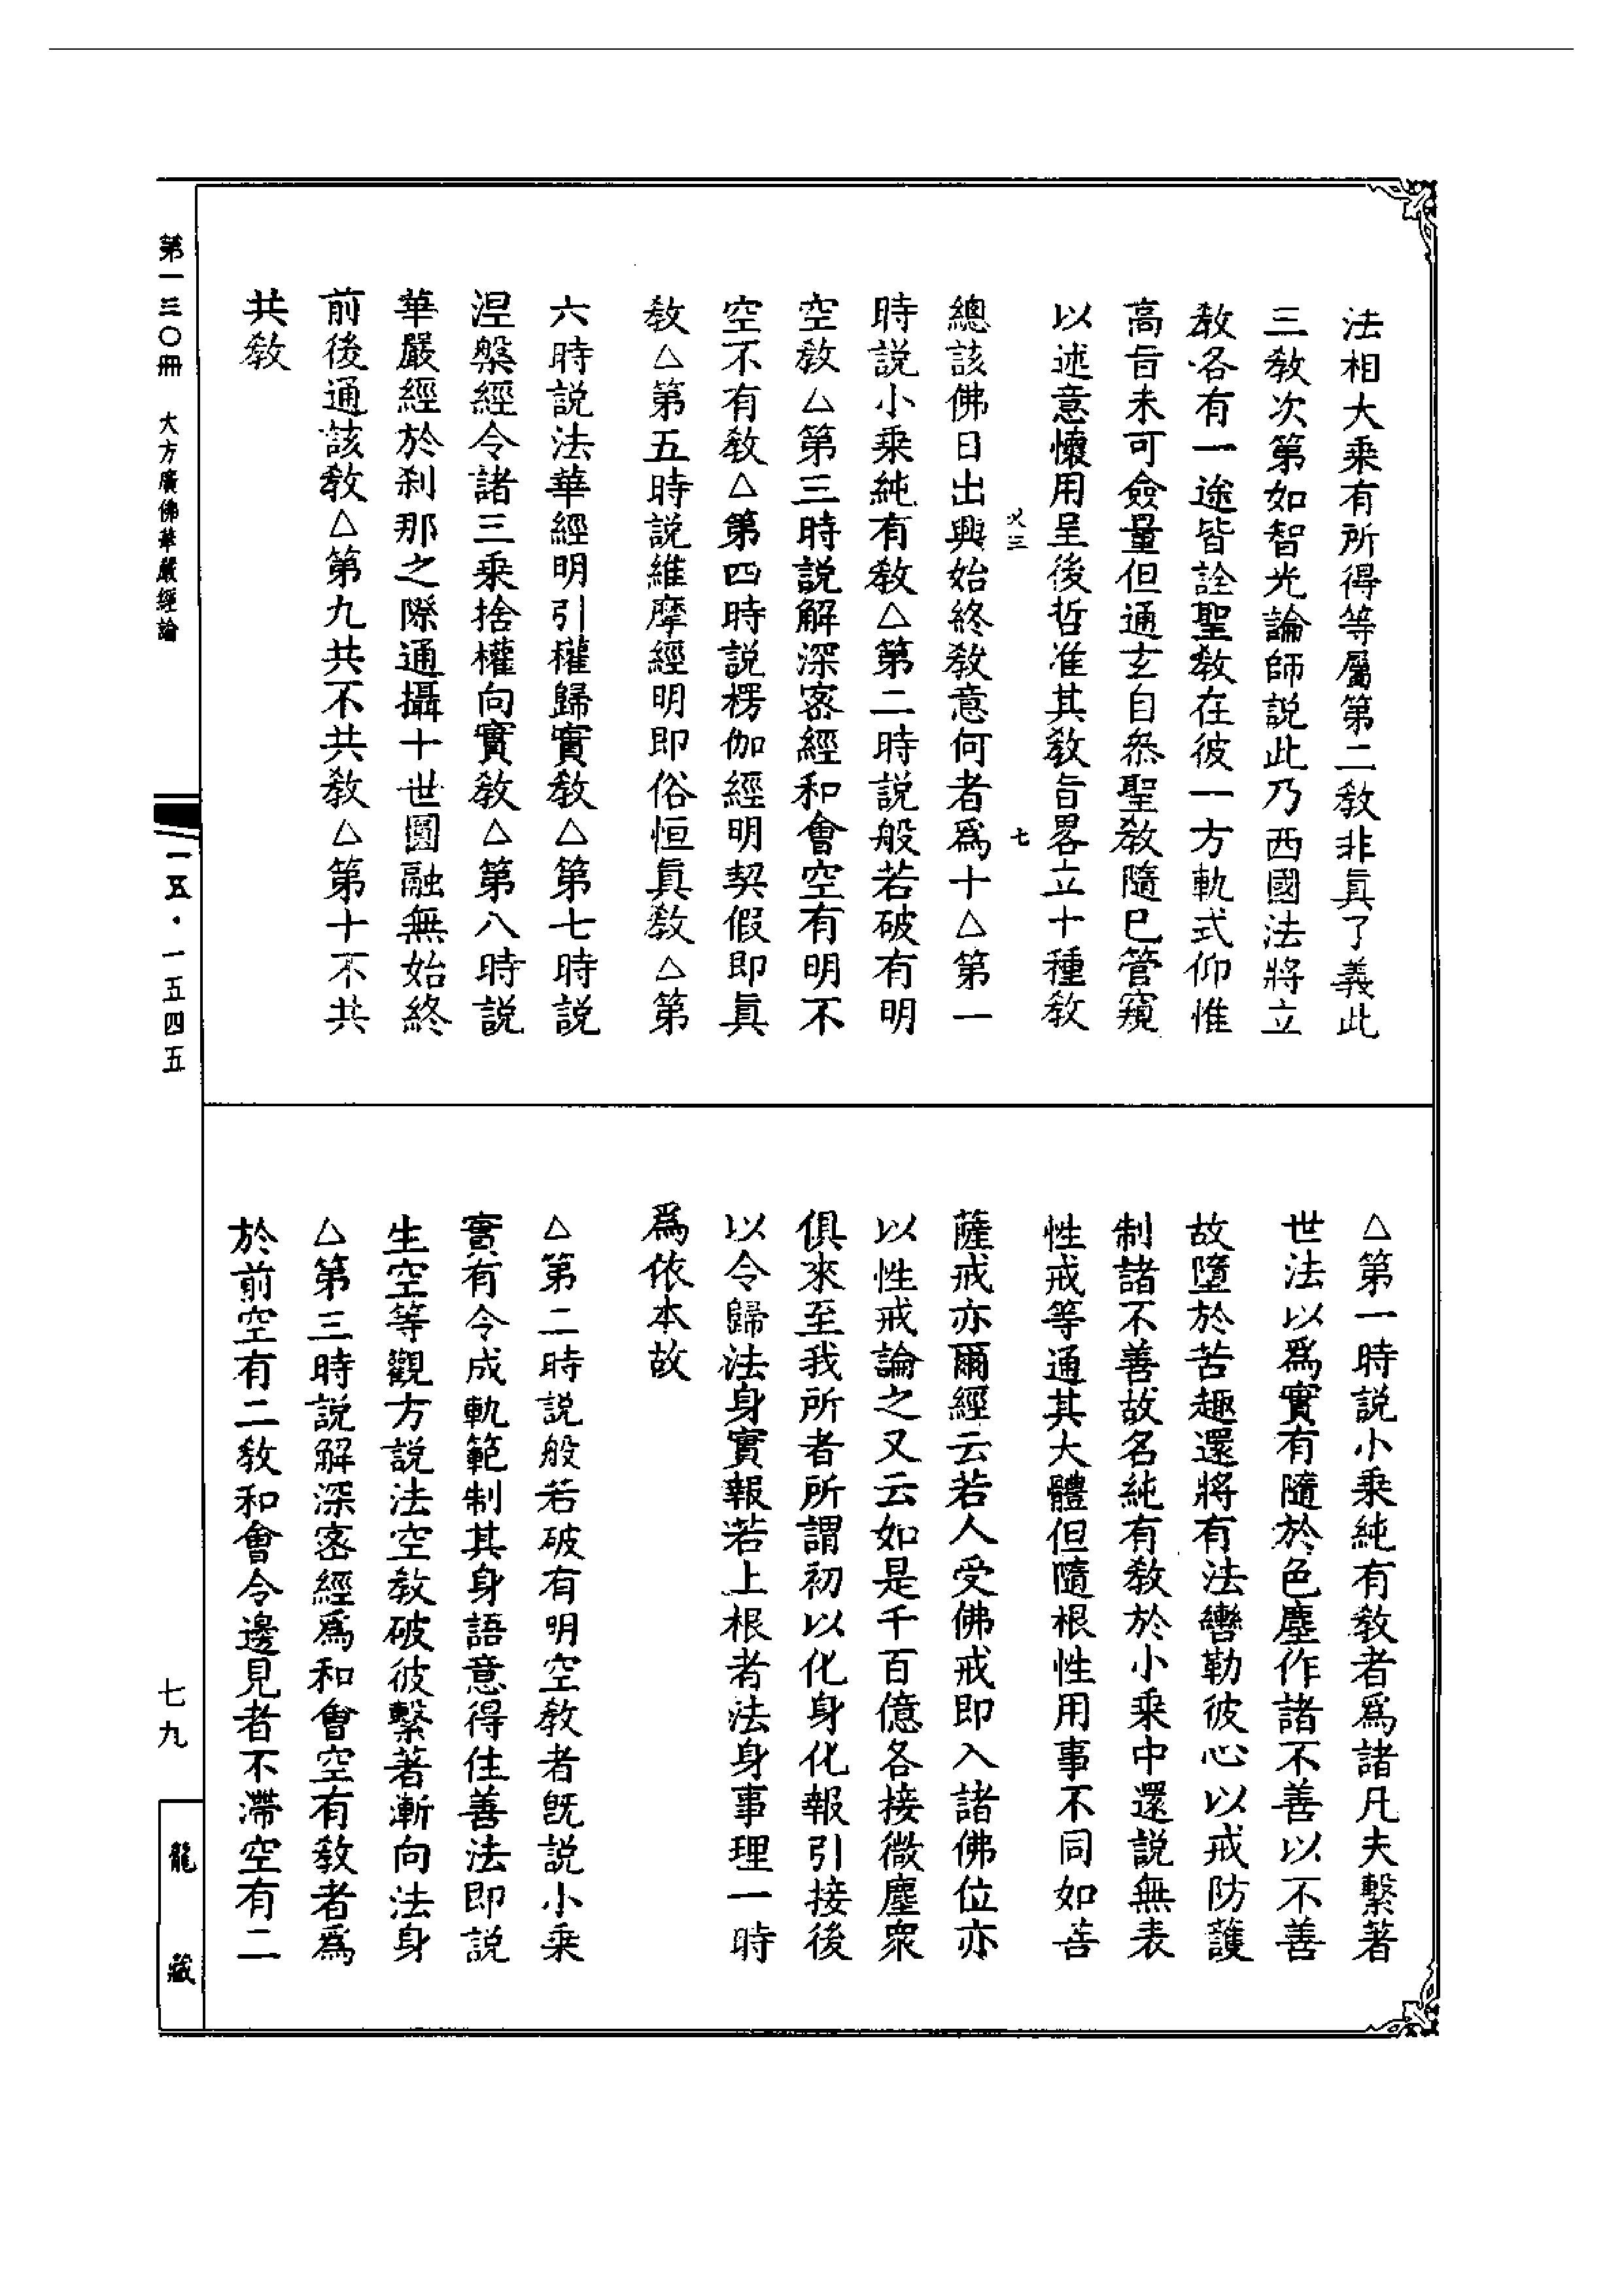 法相大乘有所得等屬第二敎非眞了義此
三敎次第如智光論師説此乃西國法將立
敎各有一途皆詮聖敎在彼一方軌式仰惟
高旨未可僉量但通玄自叅聖敎隨巳管窺
以述意懷用呈後哲准其敎旨畧立十種敎
七
總該佛日出興始終敎意何者爲十△第一
時説小乘純有敎△第二時説般若破有明
空敎△第三時説解深密經和會空有明不
空不有敎△第四時説楞伽經明契假即眞
敎△第五時説維摩經明即俗恒眞敎△第
六時説法華經明引權歸實敎△第七時説
涅槃經令諸三乘捨權向實敎△第八時説
華嚴經於刹那之際通攝十世圓融無始終
前後通該敎△第九共不共敎△第十不共
共敎
△第一時説小乘純有敎者爲諸凡夫繫著
世法以爲實有隨於色塵作諸不善以不善
故墮於苦趣還將有法轡勒彼心以戒防護
制諸不善故名純有敎於小乘中還説無表
性戒等通其大體但隨根性用事不同如菩
薩戒亦爾經云若人受佛戒即入諸佛位亦
以性戒論之又云如是千百億各接微塵衆
俱來至我所者所謂初以化身化報引接後
以令歸法身實報若上根者法身事理一時
爲依本故
△第二時説般若破有明空敎者旣説小乘
實有令成軌範制其身語意得住善法即説
生空等觀方説法空敎破彼繫著漸向法身
△第三時説解深密經爲和會空有敎者爲
於前空有二敎和會令邊見者不滯空有二
第一三〇冊 大方廣佛華嚴經論
一五·一五四五
七九
龍藏